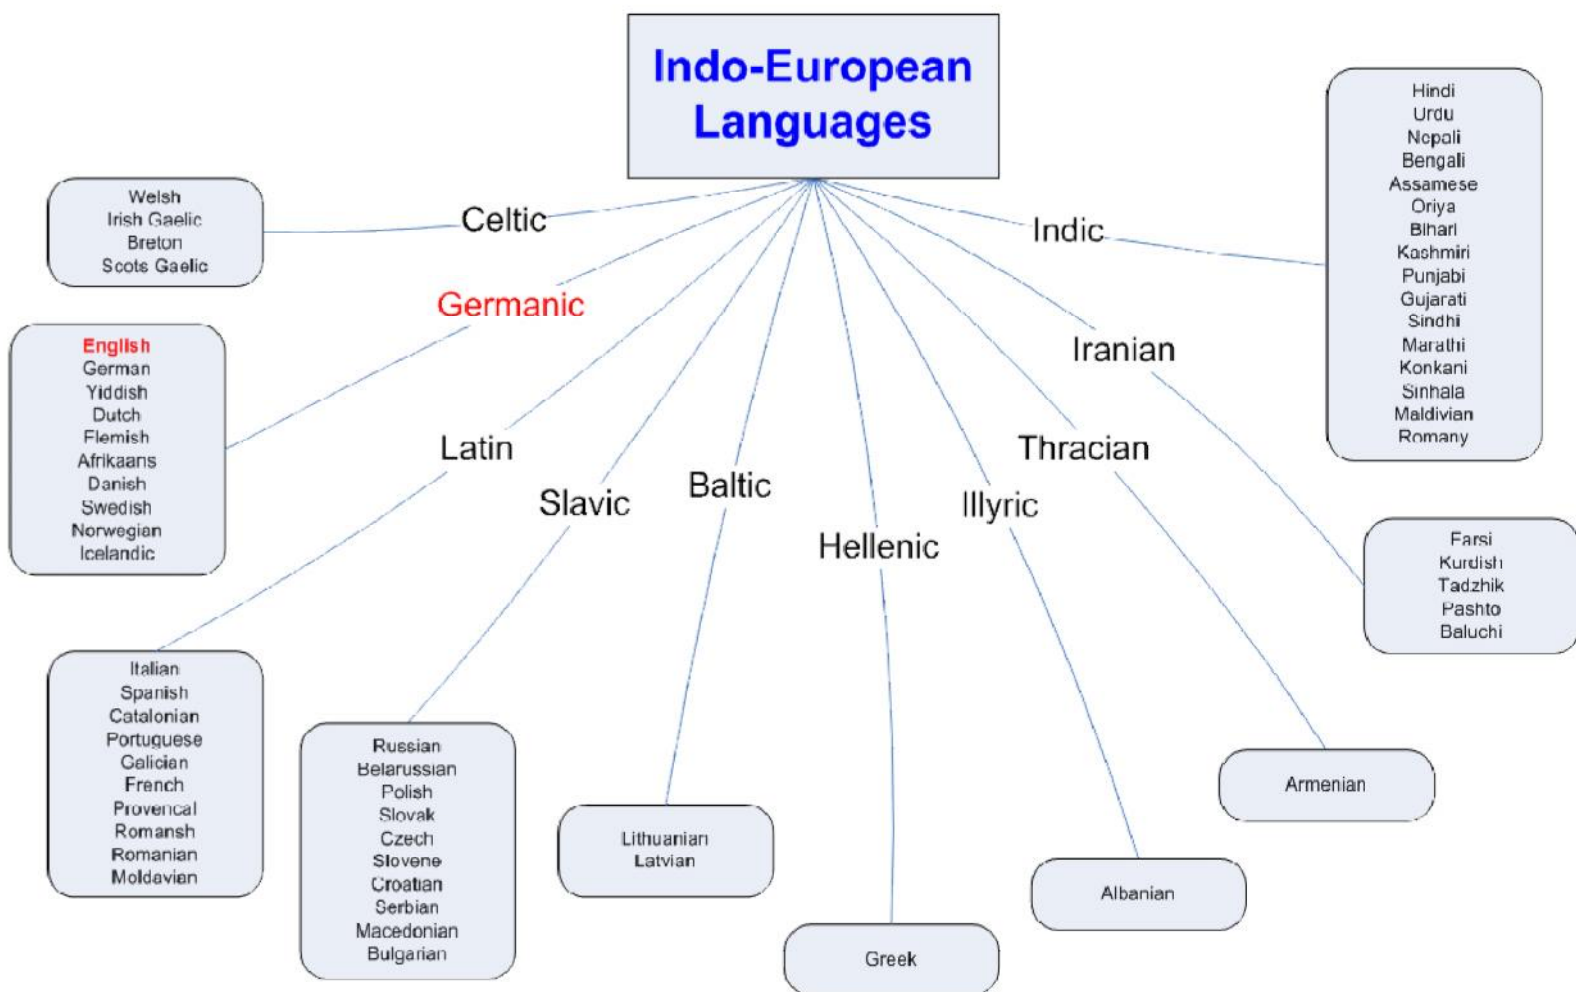 Indo-European
Languages
Celtic
Welsh
Irish Gaelic
Breton
Scots Gaelic
Germanic
English
German
Yiddish
Dutch
Flemish
Afrikaans
Danish
Swedish
Norwegian
Icelandic
Latin
Italian
Spanish
Catalonian
Portuguese
Galician
French
Provencal
Romansh
Romanian
Moldavian
Slavic
Russian
Belarussian
Polish
Slovak
Czech
Slovene
Croatian
Serbian
Macedonian
Bulgarian
Baltic
Lithuanian
Latvian
Hellenic
Greek
Illyric
Albanian
Thracian
Armenian
Iranian
Farsi
Kurdish
Tadzhik
Pashto
Baluchi
Indic
Hindi
Urdu
Nepali
Bengali
Assamese
Oriya
Bihari
Kashmiri
Punjabi
Gujarati
Sindhi
Marathi
Konkani
Sinhala
Maldivian
Romany